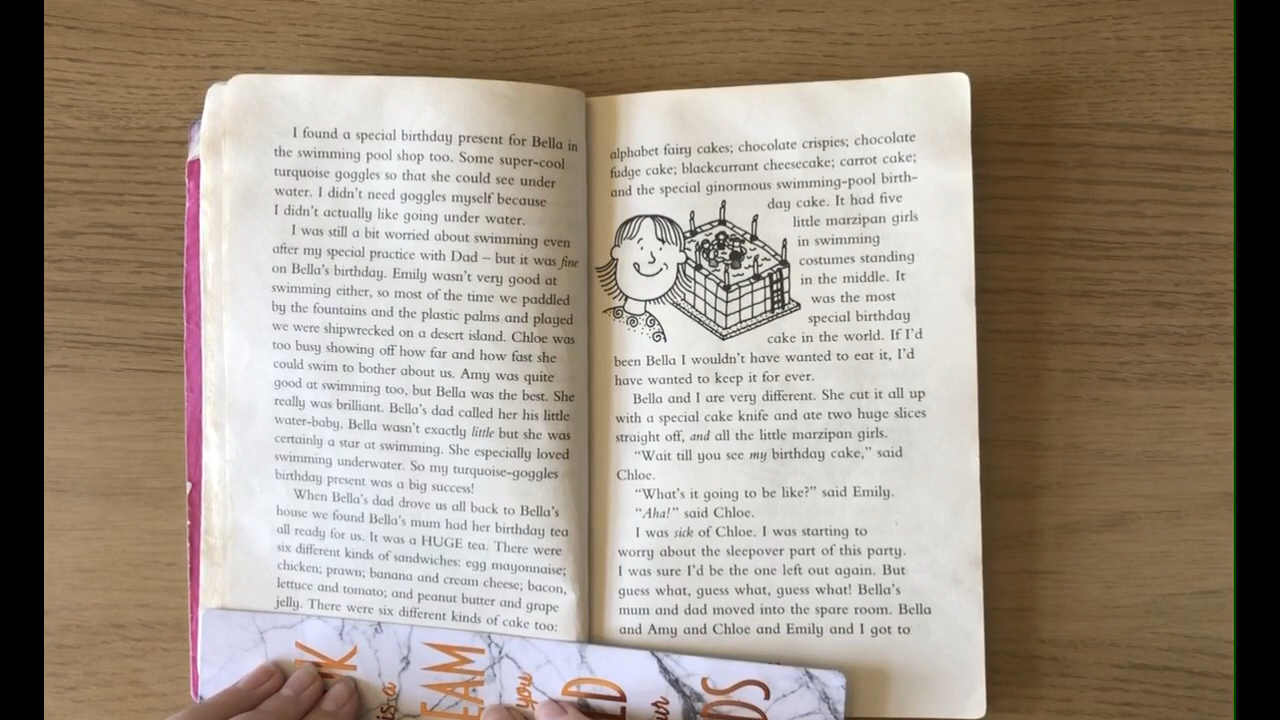 I found a special birthday present for Bella in
the swimming pool shop too. Some super-cool
turquoise goggles so that she could see under
water. I didn't need goggles myself because
I didn't actually like going under water.
I was still a bit worried about swimming even
after my special practice with Dad – but it was fine
on Bella's birthday. Emily wasn't very good at
swimming either, so most of the time we paddled
by the fountains and the plastic palms and played
we were shipwrecked on a desert island. Chloe was
too busy showing off how far and how fast she
could swim to bother about us. Amy was quite
good at swimming too, but Bella was the best. She
really was brilliant. Bella's dad called her his little
water-baby. Bella wasn't exactly little but she was
certainly a star at swimming. She especially loved
swimming underwater. So my turquoise-goggles
birthday present was a big success!
When Bella's dad drove us all back to Bella's
house we found Bella's mum had her birthday tea
all ready for us. It was a HUGE tea. There were
six different kinds of sandwiches: egg mayonnaise;
chicken; prawn; banana and cream cheese; bacon,
lettuce and tomato; and peanut butter and grape
jelly. There were six different kinds of cake too:
alphabet fairy cakes; chocolate crispies; chocolate
fudge cake; blackcurrant cheesecake; carrot cake;
and the special ginormous swimming-pool birth-
day cake. It had five
little marzipan girls
in swimming
costumes standing
in the middle. It
was the most
special birthday
cake in the world. If I'd
been Bella I wouldn't have wanted to eat it, I'd
have wanted to keep it for ever.
Bella and I are very different. She cut it all up
with a special cake knife and ate two huge slices
straight off, and all the little marzipan girls.
"Wait till you see my birthday cake," said
Chloe.
"What's it going to be like?" said Emily.
"Aha!" said Chloe.
I was sick of Chloe. I was starting to
worry about the sleepover part of this party.
I was sure I'd be the one left out again. But
guess what, guess what, guess what! Bella's
mum and dad moved into the spare room. Bella
and Amy and Chloe and Emily and I got to
is a
you